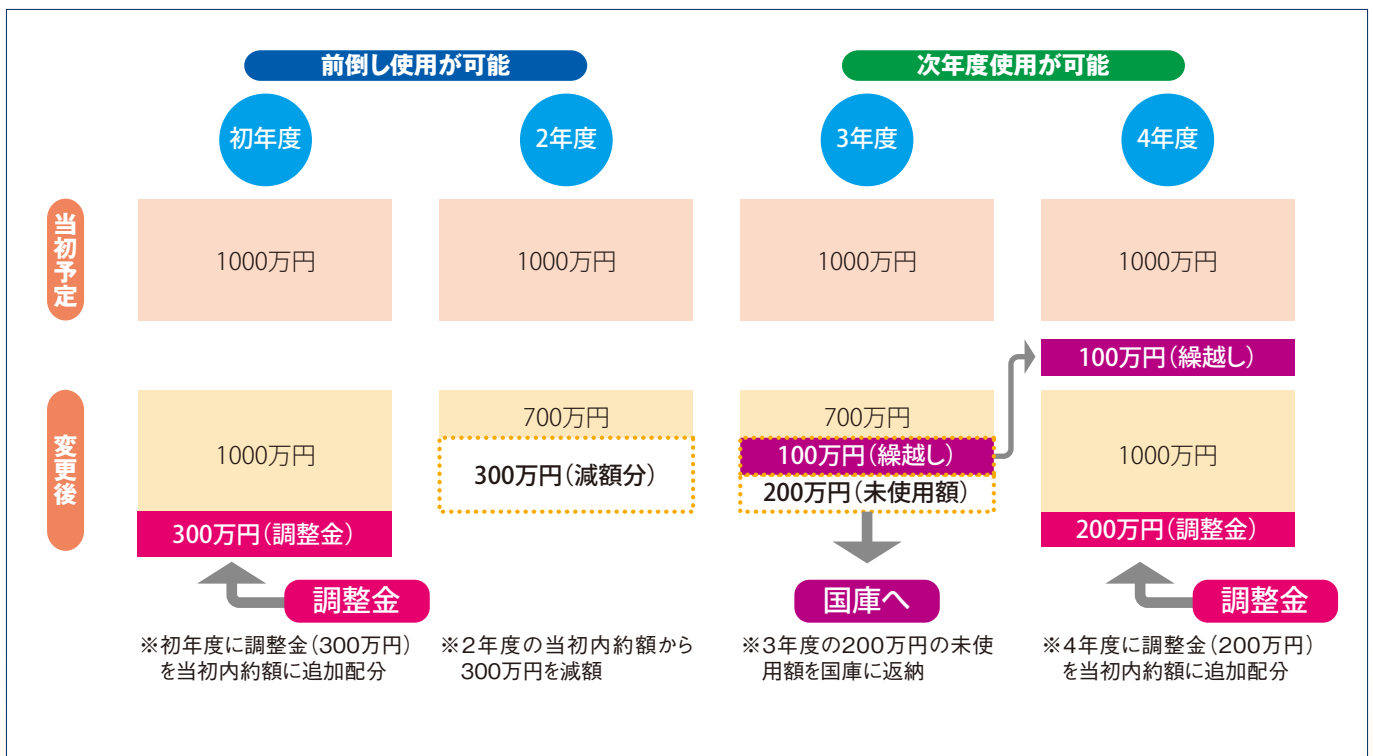 前倒し使用が可能
次年度使用が可能
初年度
2年度
3年度
4年度
当初予定
1000万円
1000万円
1000万円
1000万円
100万円(繰越し)
変更後
1000万円
300万円(調整金)
700万円
300万円(減額分)
700万円
100万円(繰越し)
200万円(未使用額)
1000万円
200万円(調整金)
調整金
国庫へ
調整金
※初年度に調整金(300万円)
を当初内約額に追加配分
※2年度の当初内約額から
300万円を減額
※3年度の200万円の未使
用額を国庫に返納
※4年度に調整金(200万円)
を当初内約額に追加配分